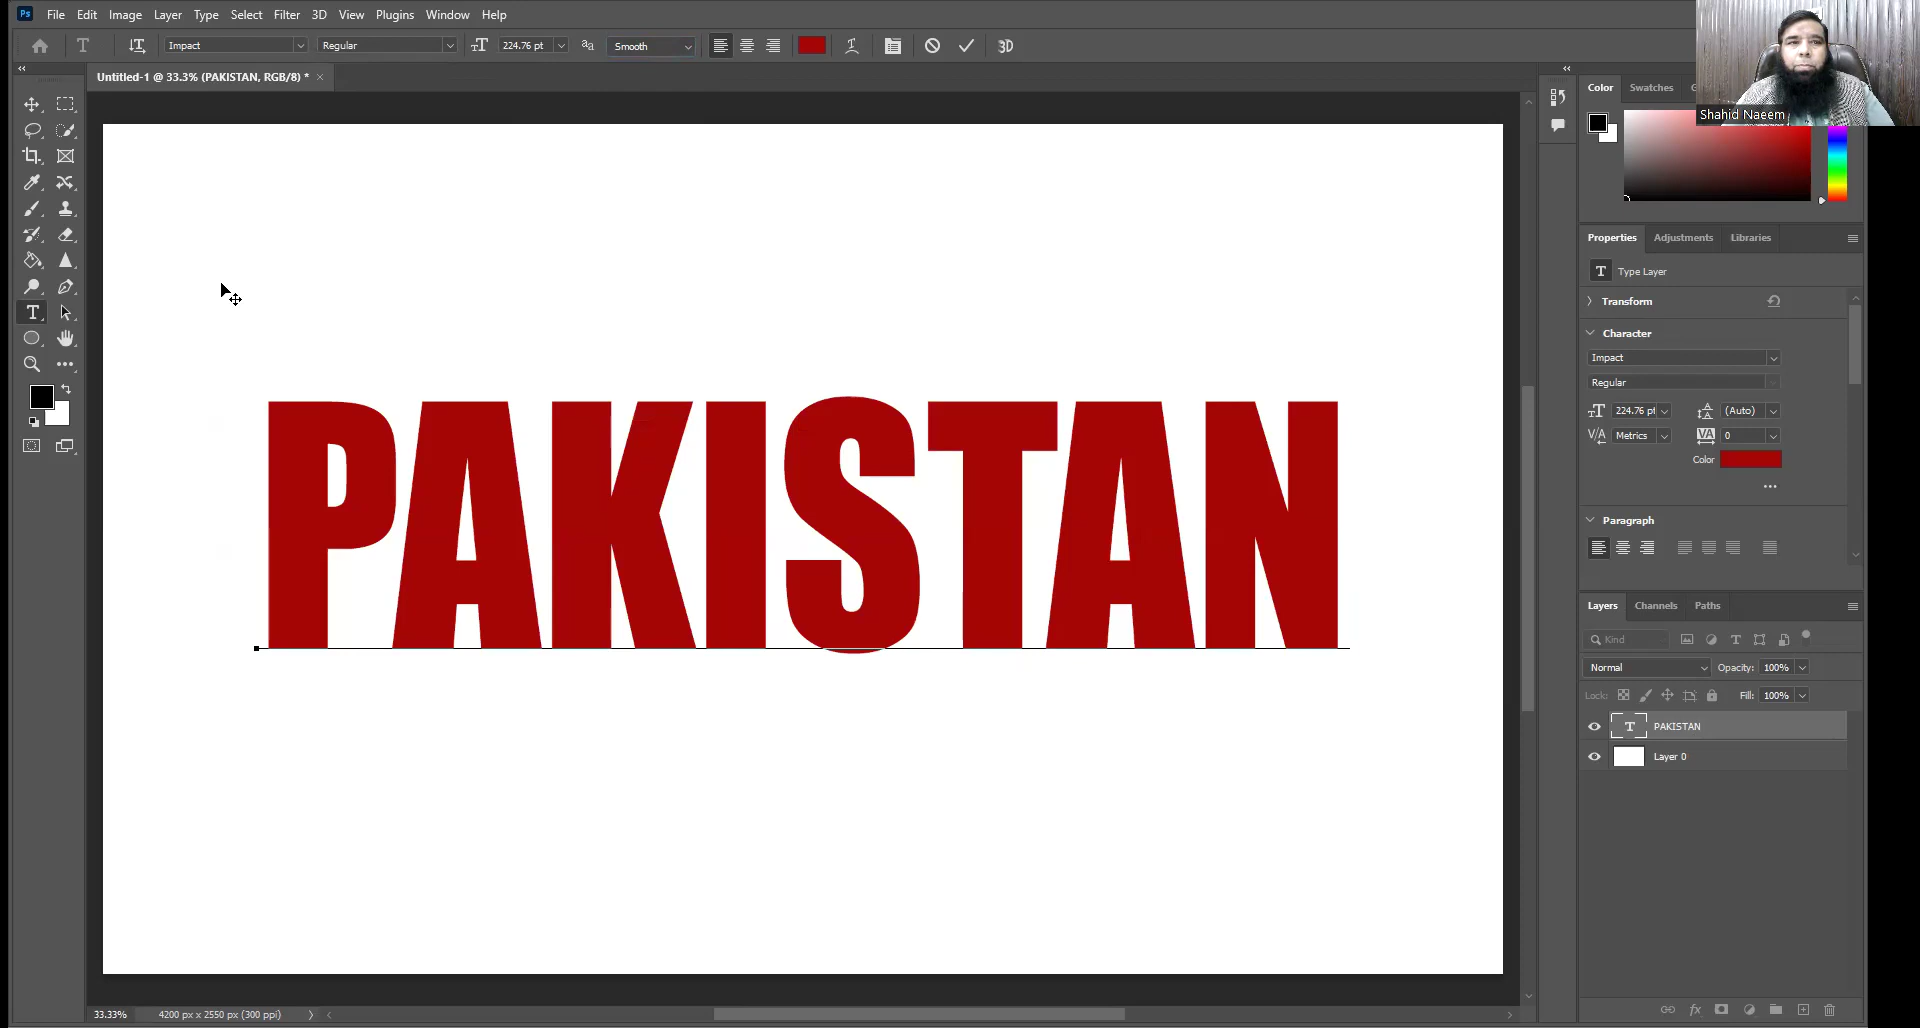 Ps File Edit Image Layer Type Select Filter 3D View Plugins Window Help
T Impact Regular 224.76 pt Smooth 3D
Untitled-1 @ 33.3% (PAKISTAN, RGB/8) *
Color Swatches
Shahid Naeem
Properties Adjustments Libraries
T Type Layer
Transform
Character
Impact
Regular
224.76 pt (Auto)
Metrics 0
Color
Paragraph
PAKISTAN
Layers Channels Paths
Kind
Normal Opacity: 100%
Lock: Fill: 100%
T PAKISTAN
Layer 0
fx
33.33% 4200 px x 2550 px (300 ppi)